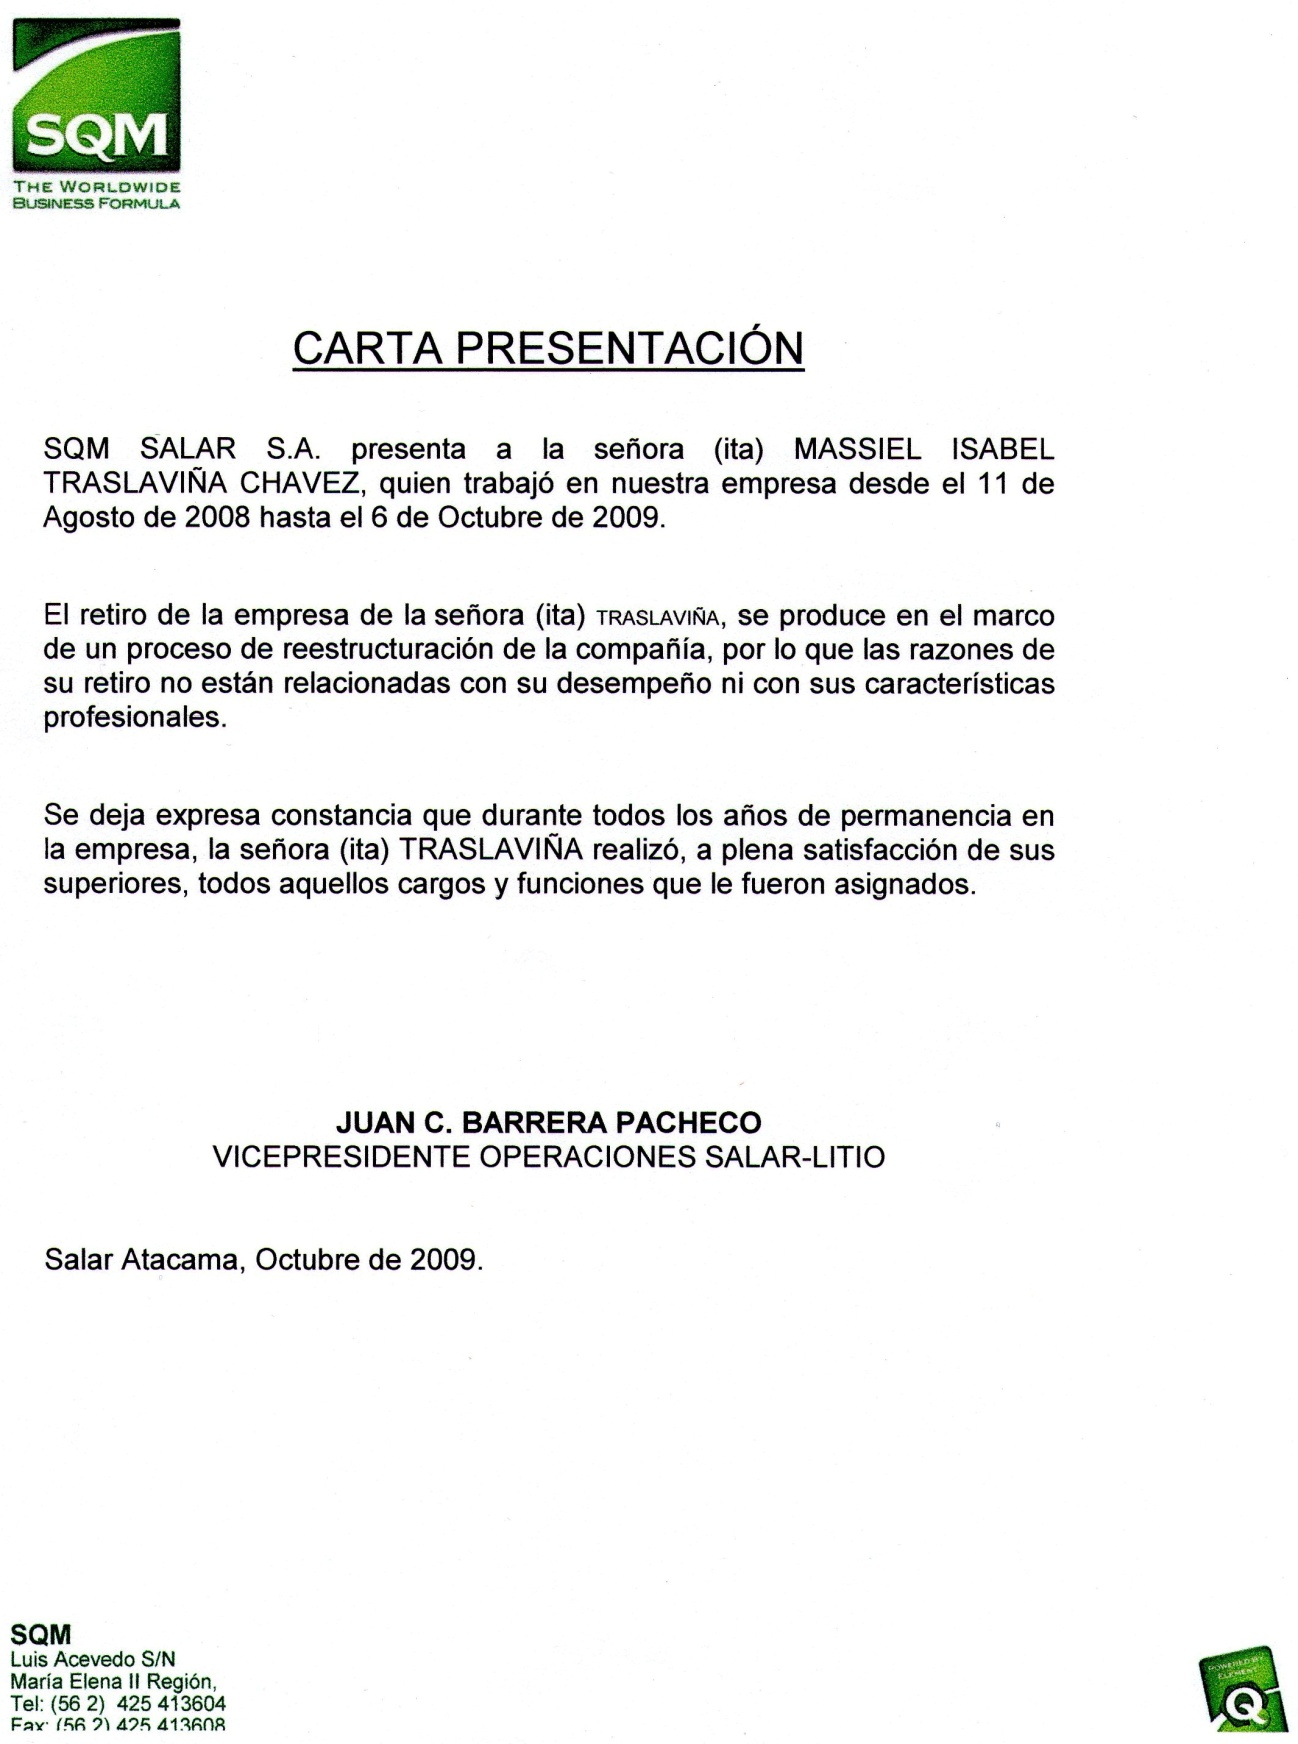 SQM
THE WORLDWIDE
BUSINESS FORMULA
CARTA PRESENTACIÓN
SQM SALAR S.A. presenta a la señora (ita) MASSIEL ISABEL
TRASLAVIÑA CHAVEZ, quien trabajó en nuestra empresa desde el 11 de
Agosto de 2008 hasta el 6 de Octubre de 2009.
El retiro de la empresa de la señora (ita) TRASLAVIÑA, se produce en el marco
de un proceso de reestructuración de la compañía, por lo que las razones de
su retiro no están relacionadas con su desempeño ni con sus características
profesionales.
Se deja expresa constancia que durante todos los años de permanencia en
la empresa, la señora (ita) TRASLAVIÑA realizó, a plena satisfacción de sus
superiores, todos aquellos cargos y funciones que le fueron asignados.
JUAN C. BARRERA PACHECO
VICEPRESIDENTE OPERACIONES SALAR-LITIO
Salar Atacama, Octubre de 2009.
SQM
Luis Acevedo S/N
María Elena II Región,
Tel: (56 2) 425 413604
Fax: (56 2) 425 413608
POWERED BY
ELEMENT
Q